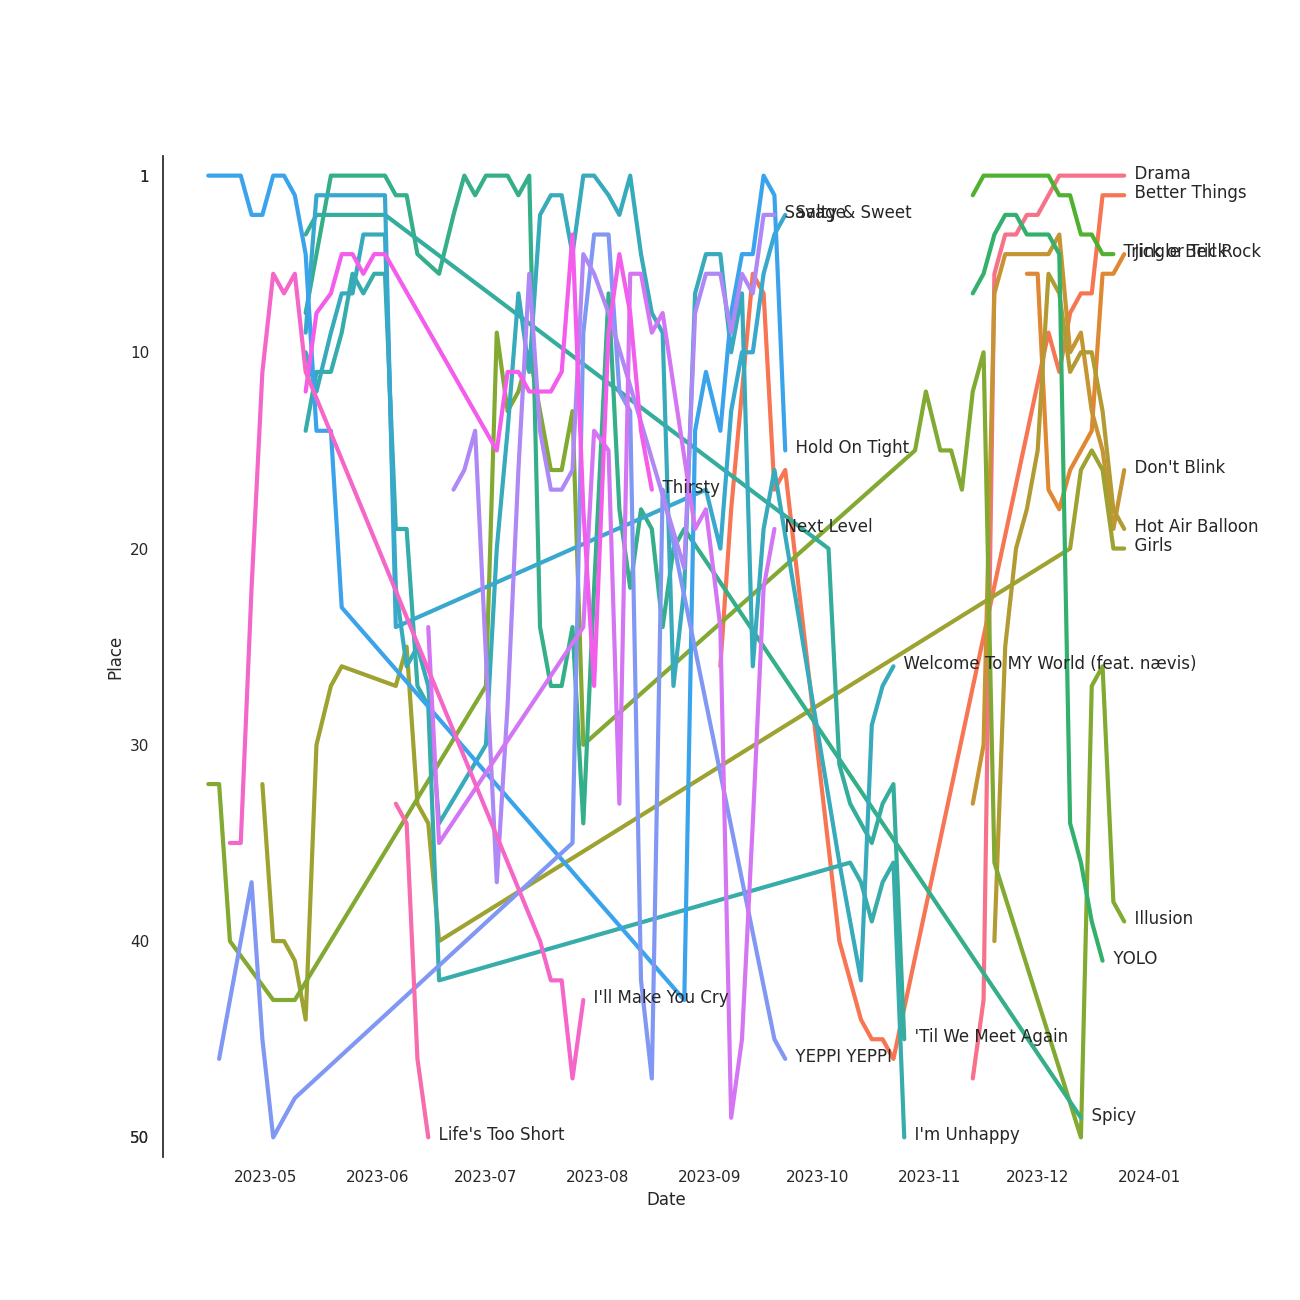 1
Drama
Better Things
Savage
Salty & Sweet
Trick or Trick
Jingle Bell Rock
10
Hold On Tight
Don't Blink
Thirsty
Next Level
Hot Air Balloon
Girls
20
Welcome To MY World (feat. nævis)
Place
30
Illusion
40
YOLO
I'll Make You Cry
'Til We Meet Again
YEPPI YEPPI
Spicy
50
Life's Too Short
I'm Unhappy
2023-05 2023-06 2023-07 2023-08 2023-09 2023-10 2023-11 2023-12 2024-01
Date